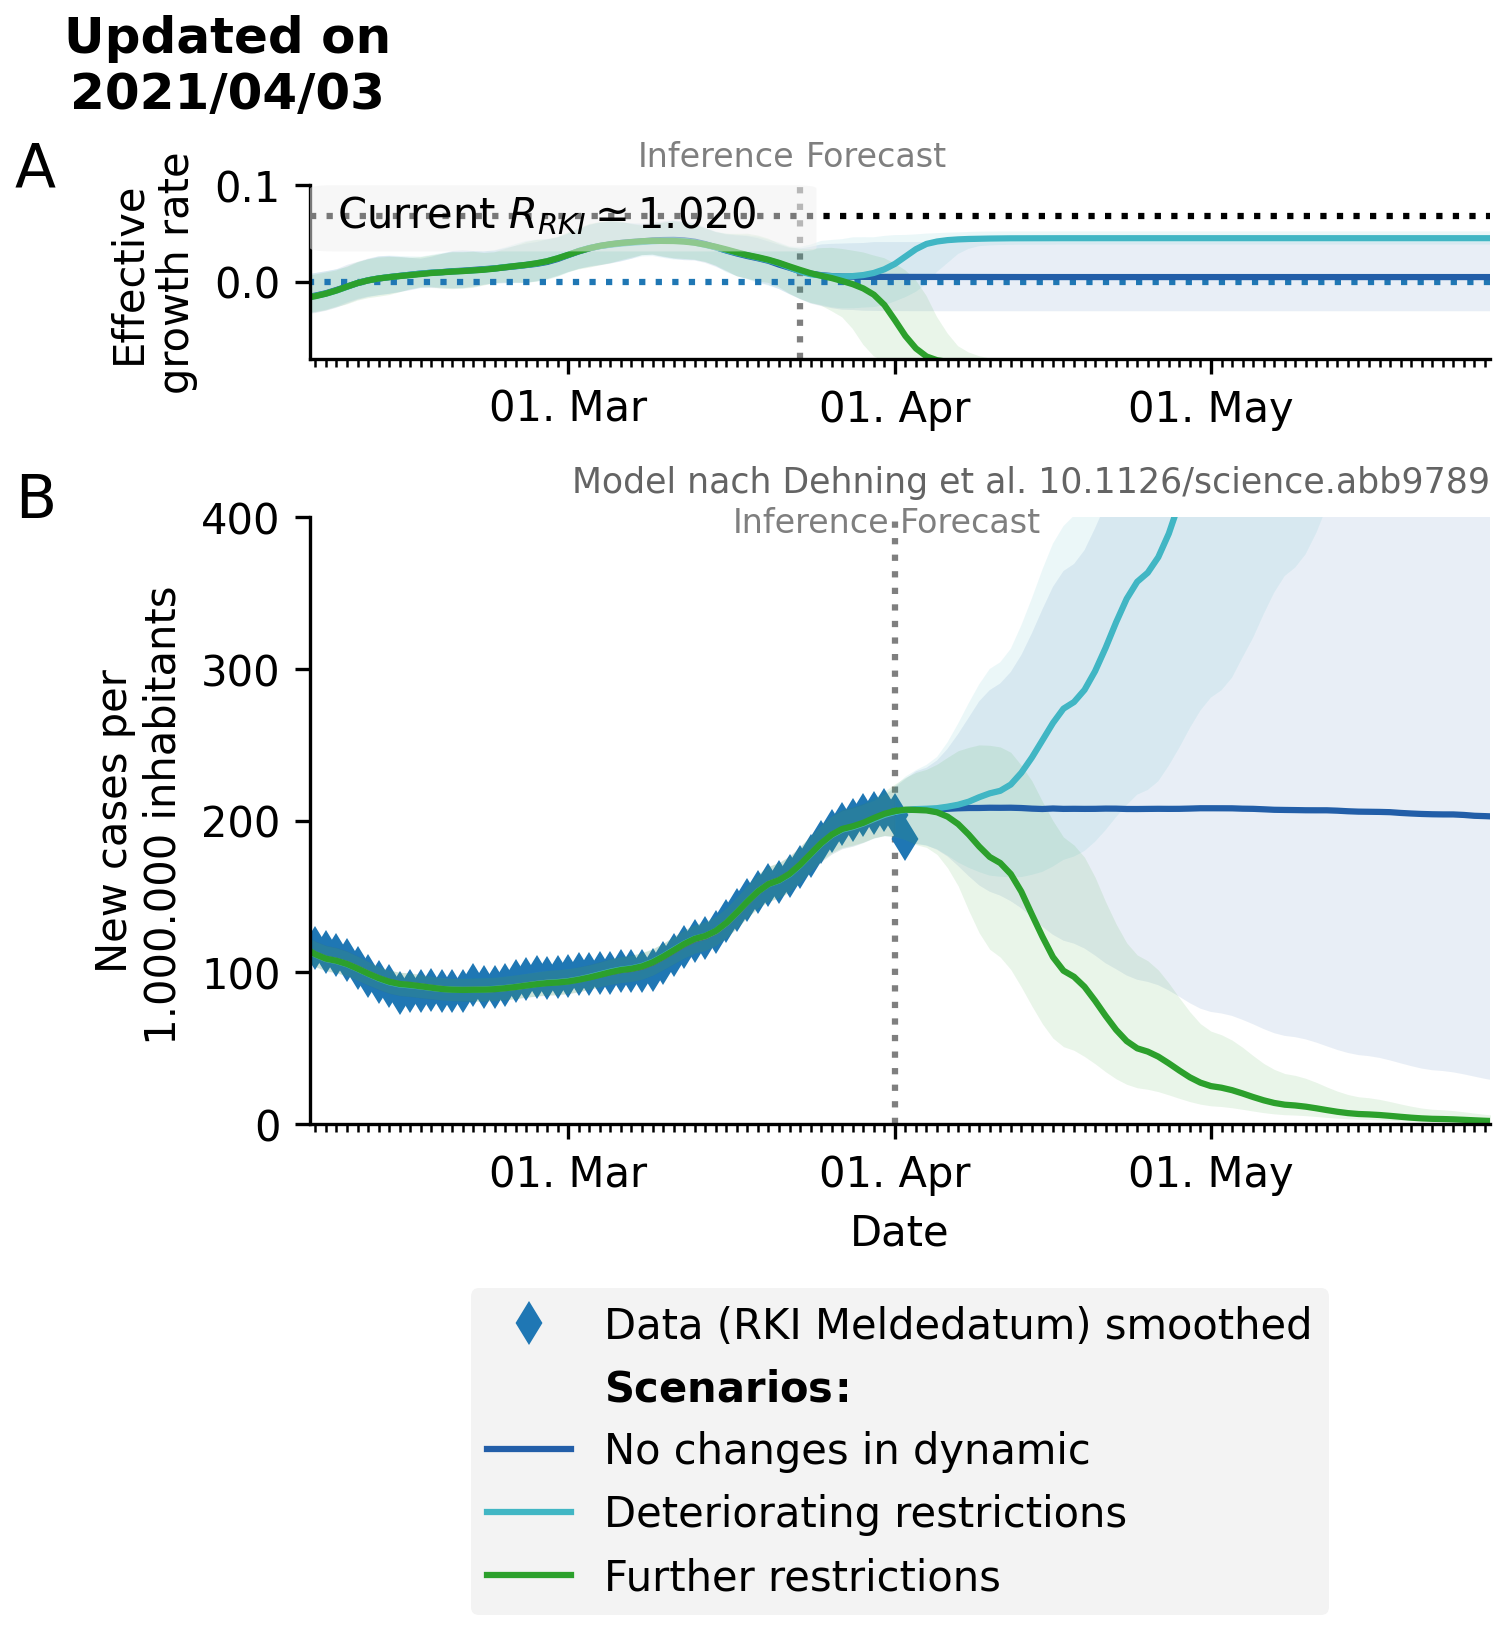 Updated on
2021/04/03
A
Inference Forecast
Effective
growth rate
0.1
Current R_RKI ≃ 1.020
0.0
01. Mar
01. Apr
01. May
B
Model nach Dehning et al. 10.1126/science.abb9789
Inference Forecast
New cases per
1.000.000 inhabitants
400
300
200
100
0
01. Mar
01. Apr
01. May
Date
Data (RKI Meldedatum) smoothed
Scenarios:
No changes in dynamic
Deteriorating restrictions
Further restrictions